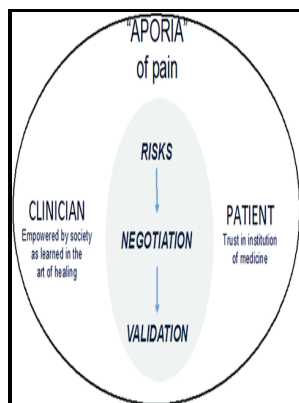 "APORIA"
of pain
RISKS
CLINICIAN
Empowered by society
as learned in the
art of healing
NEGOTIATION
PATIENT
Trust in institution
of medicine
VALIDATION